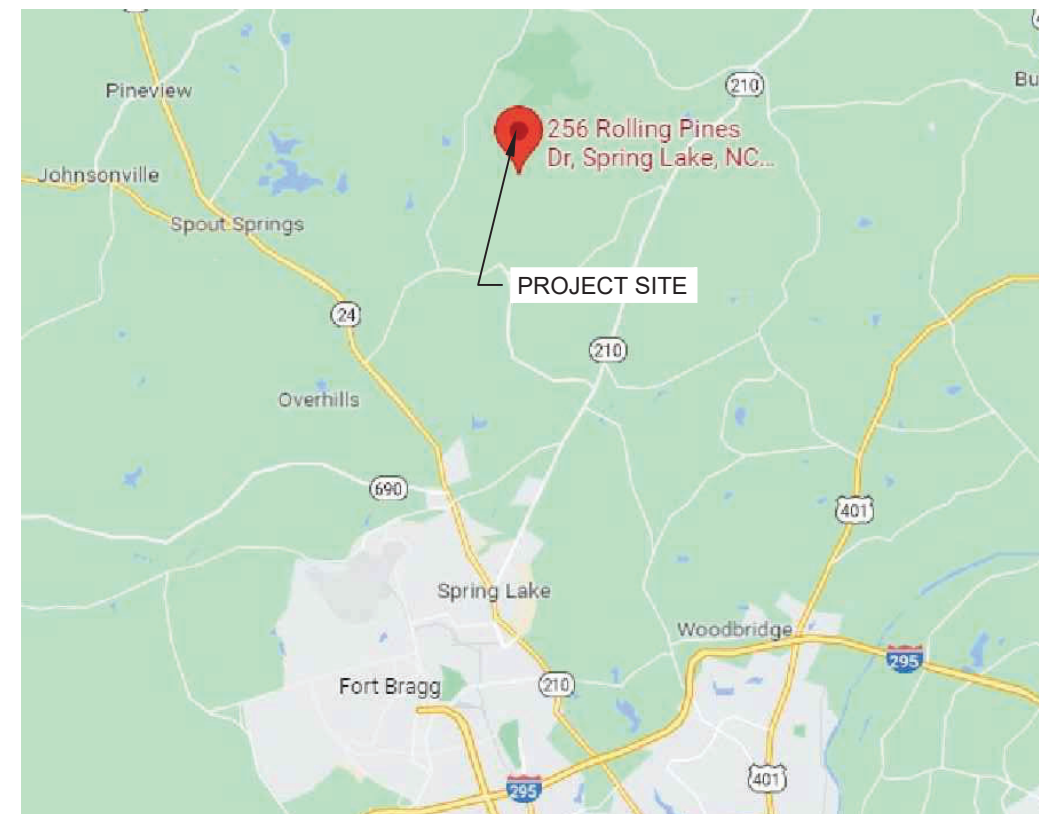 Pineview
210
Bu
256 Rolling Pines
Dr, Spring Lake, NC...
Johnsonville
Spout Springs
PROJECT SITE
24
210
Overhills
690
401
Spring Lake
Woodbridge
295
Fort Bragg
210
401
295